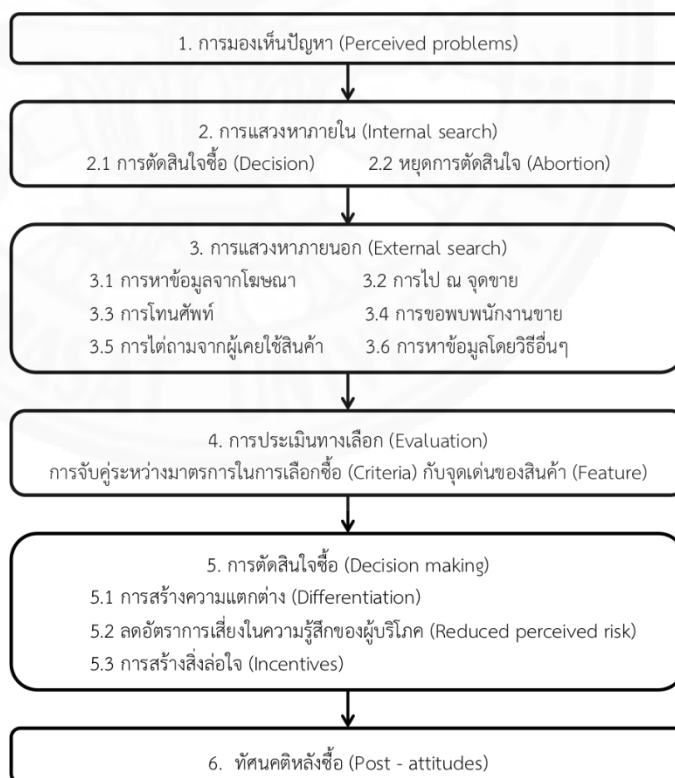 1. การมองเห็นปัญหา (Perceived problems)
2. การแสวงหาภายใน (Internal search)
2.1 การตัดสินใจซื้อ (Decision) 2.2 หยุดการตัดสินใจ (Abortion)
3. การแสวงหาภายนอก (External search)
3.1 การหาข้อมูลจากโฆษณา 3.2 การไป ณ จุดขาย
3.3 การโทนศัพท์ 3.4 การขอพบพนักงานขาย
3.5 การไต่ถามจากผู้เคยใช้สินค้า 3.6 การหาข้อมูลโดยวิธีอื่นๆ
4. การประเมินทางเลือก (Evaluation)
การจับคู่ระหว่างมาตรการในการเลือกซื้อ (Criteria) กับจุดเด่นของสินค้า (Feature)
5. การตัดสินใจซื้อ (Decision making)
5.1 การสร้างความแตกต่าง (Differentiation)
5.2 ลดอัตราการเสี่ยงในความรู้สึกของผู้บริโภค (Reduced perceived risk)
5.3 การสร้างสิ่งล่อใจ (Incentives)
6. ทัศนคติหลังซื้อ (Post - attitudes)